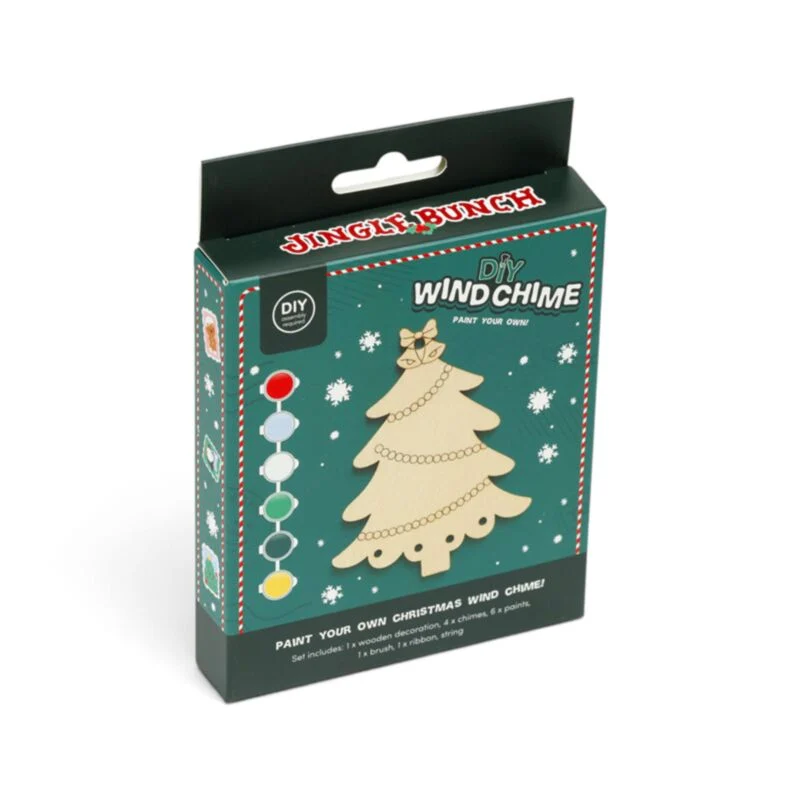 JINGLE BUNCH
DIY
assembly
required
DIY
WIND CHIME
PAINT YOUR OWN!
PAINT YOUR OWN CHRISTMAS WIND CHIME!
Set includes: 1 x wooden decoration, 4 x chimes, 6 x paints,
1 x brush, 1 x ribbon, string